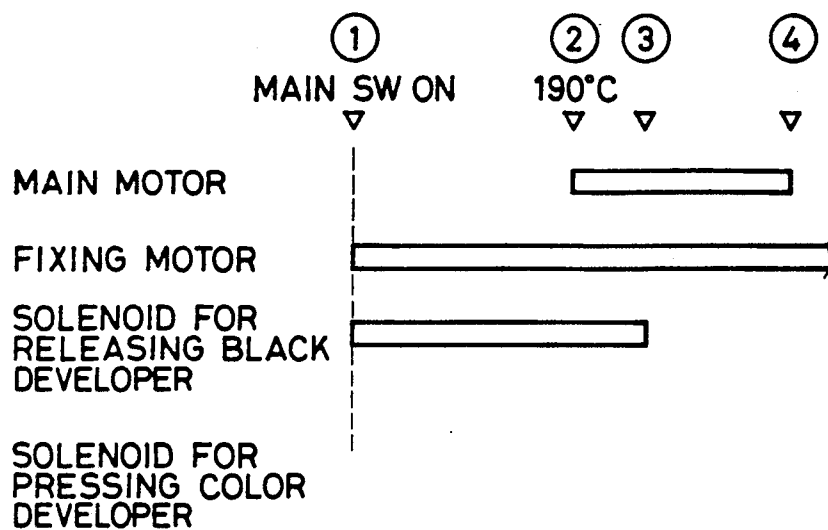 ① ② ③ ④
MAIN SW ON 190°C
MAIN MOTOR
FIXING MOTOR
SOLENOID FOR
RELEASING BLACK
DEVELOPER
SOLENOID FOR
PRESSING COLOR
DEVELOPER